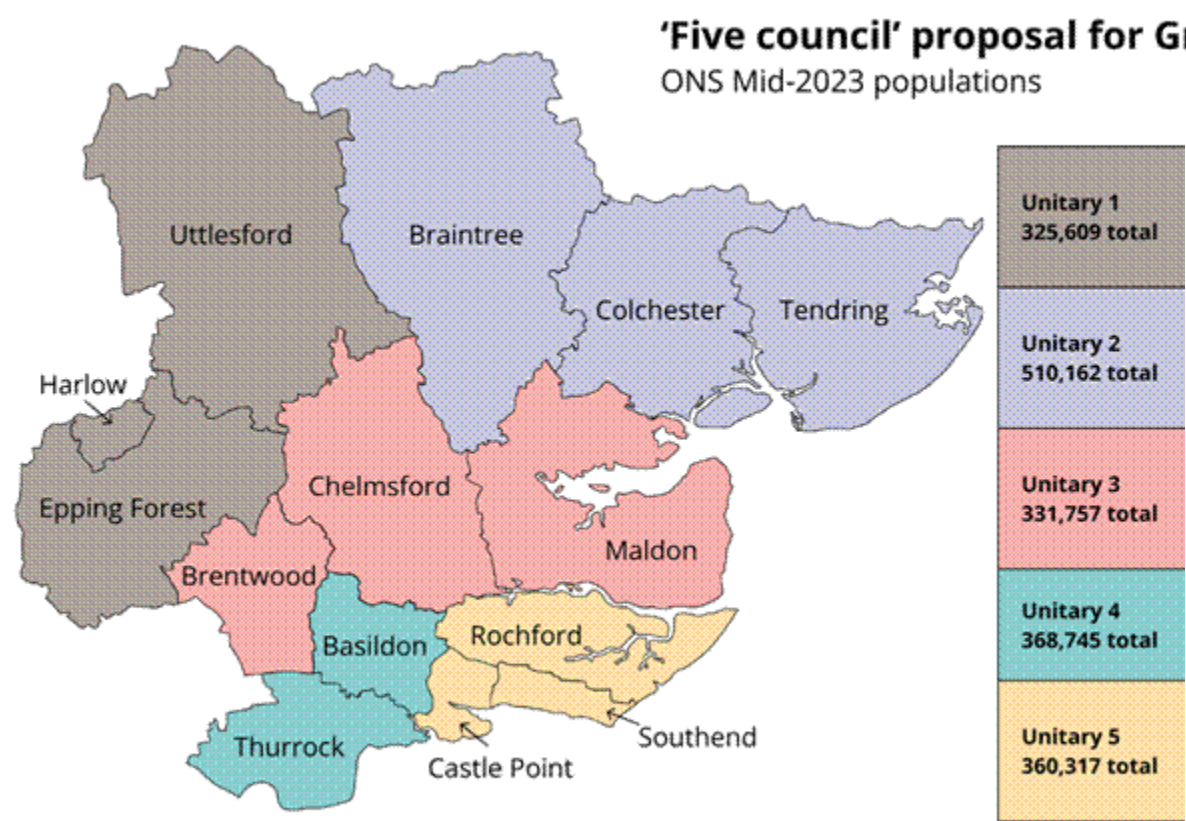 ‘Five council’ proposal for
ONS Mid-2023 populations
Uttlesford
Braintree
Colchester
Tendring
Harlow
Epping Forest
Chelmsford
Maldon
Brentwood
Basildon
Rochford
Thurrock
Southend
Castle Point
Unitary 1
325,609 total
Unitary 2
510,162 total
Unitary 3
331,757 total
Unitary 4
368,745 total
Unitary 5
360,317 total